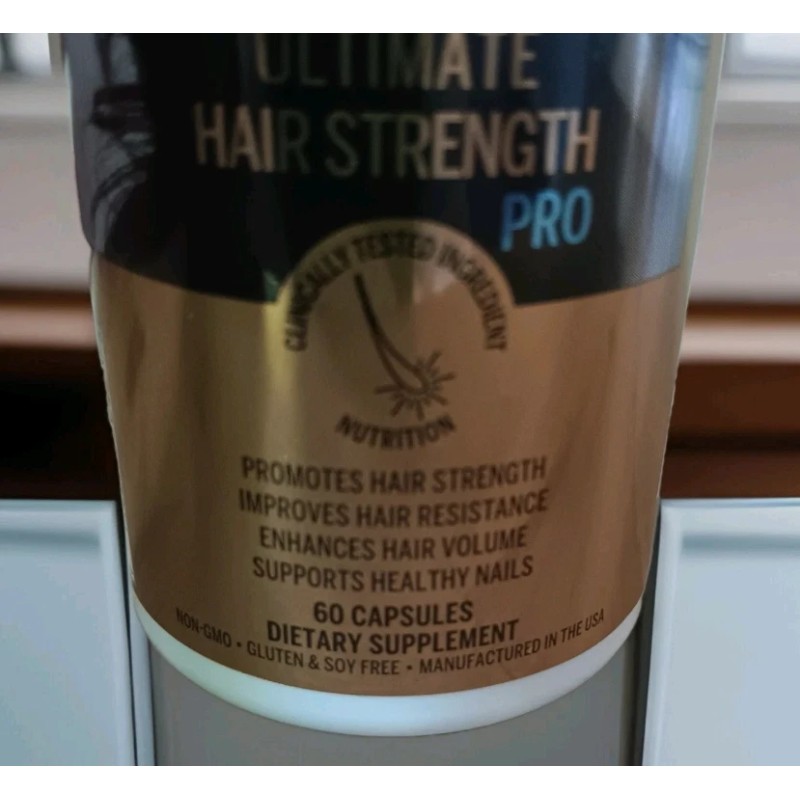 ULTIMATE
HAIR STRENGTH
PRO
CLINICALLY TESTED INGREDIENT
NUTRITION
PROMOTES HAIR STRENGTH
IMPROVES HAIR RESISTANCE
ENHANCES HAIR VOLUME
SUPPORTS HEALTHY NAILS
60 CAPSULES
DIETARY SUPPLEMENT
NON-GMO • GLUTEN & SOY FREE • MANUFACTURED IN THE USA